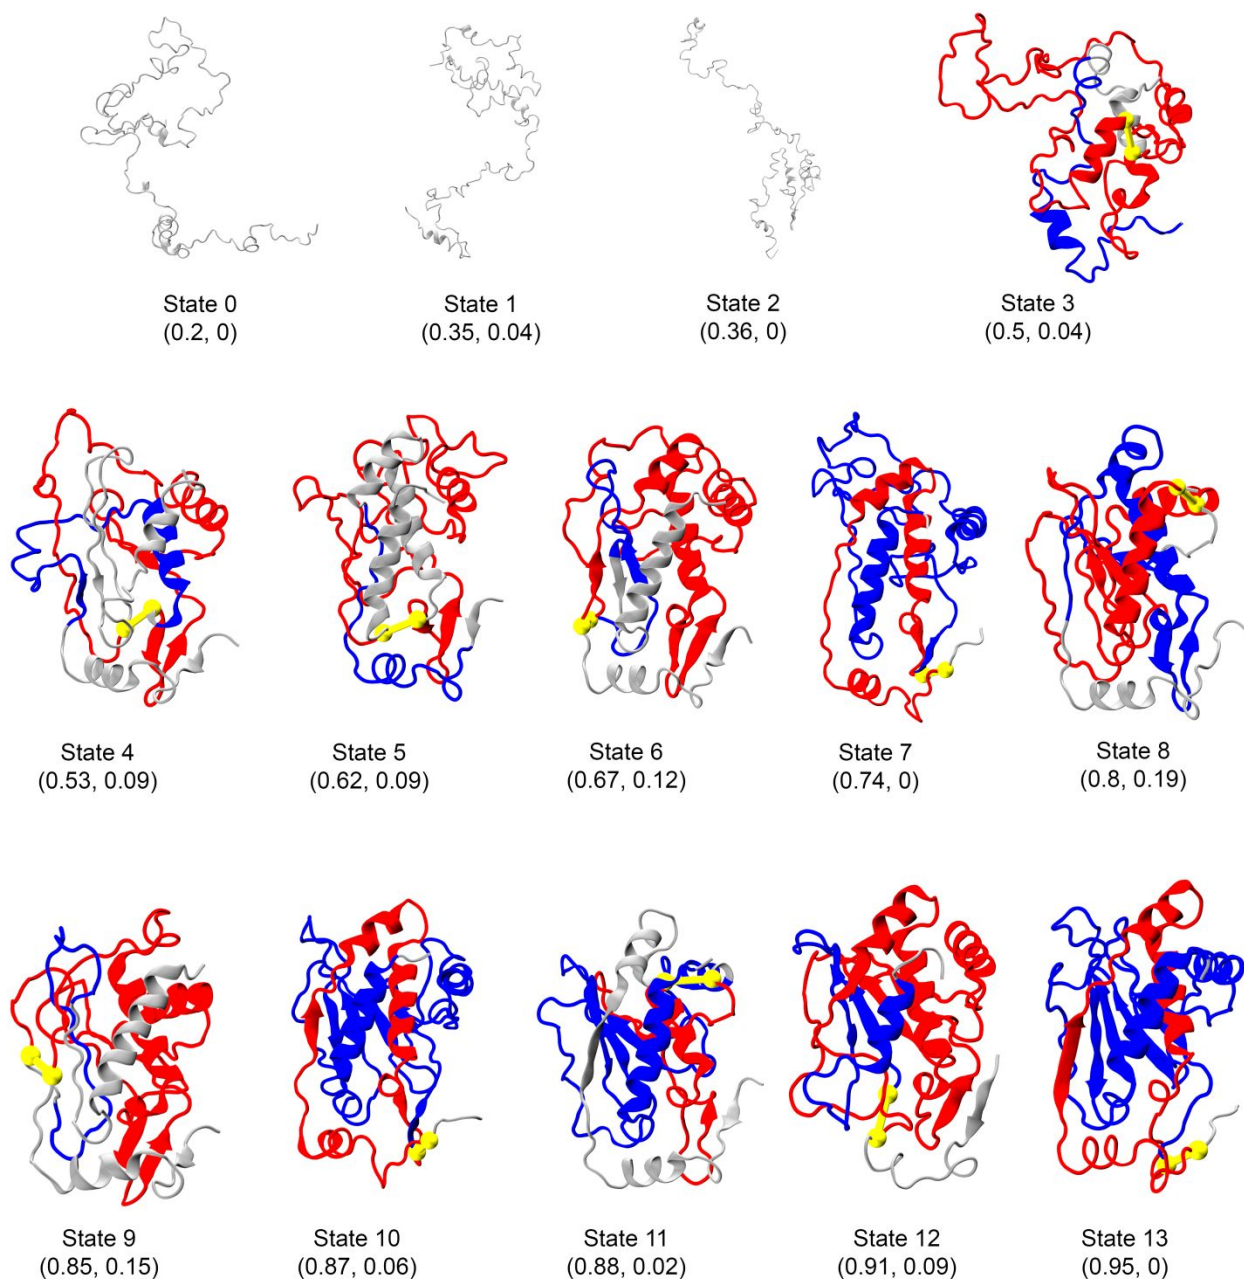 State 0
(0.2, 0)
State 1
(0.35, 0.04)
State 2
(0.36, 0)
State 3
(0.5, 0.04)
State 4
(0.53, 0.09)
State 5
(0.62, 0.09)
State 6
(0.67, 0.12)
State 7
(0.74, 0)
State 8
(0.8, 0.19)
State 9
(0.85, 0.15)
State 10
(0.87, 0.06)
State 11
(0.88, 0.02)
State 12
(0.91, 0.09)
State 13
(0.95, 0)